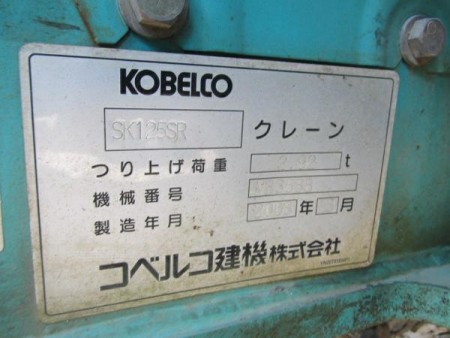 KOBELCO
SK125SR クレーン
つり上げ荷重 t
機械番号
製造年月 年 月
コベルコ建機株式会社